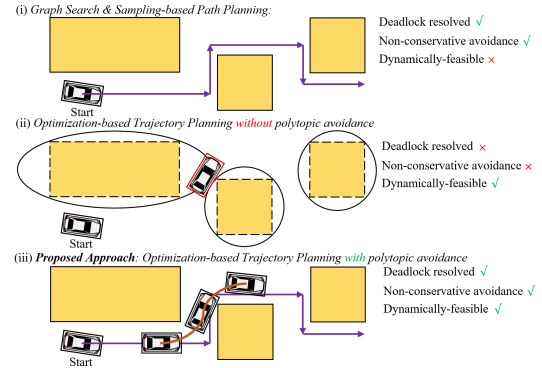 (i) Graph Search & Sampling-based Path Planning:
Deadlock resolved √
Non-conservative avoidance √
Dynamically-feasible ×
Start
(ii) Optimization-based Trajectory Planning without polytopic avoidance
Deadlock resolved ×
Non-conservative avoidance ×
Dynamically-feasible √
Start
(iii) Proposed Approach: Optimization-based Trajectory Planning with polytopic avoidance
Deadlock resolved √
Non-conservative avoidance √
Dynamically-feasible √
Start